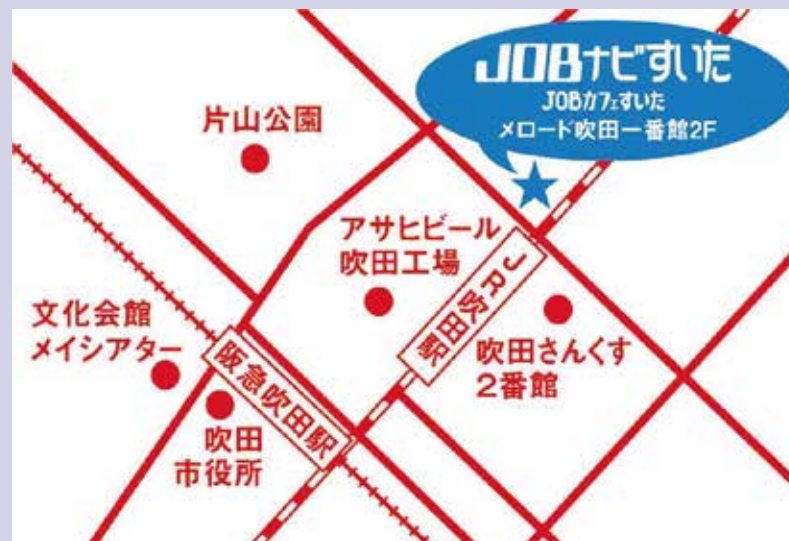 JOBナビすいた
JOBカフェすいた
メロード吹田一番館2F
片山公園
アサヒビール
吹田工場
JR吹田駅
文化会館
メイシアター
阪急吹田駅
吹田さんくす
2番館
吹田
市役所